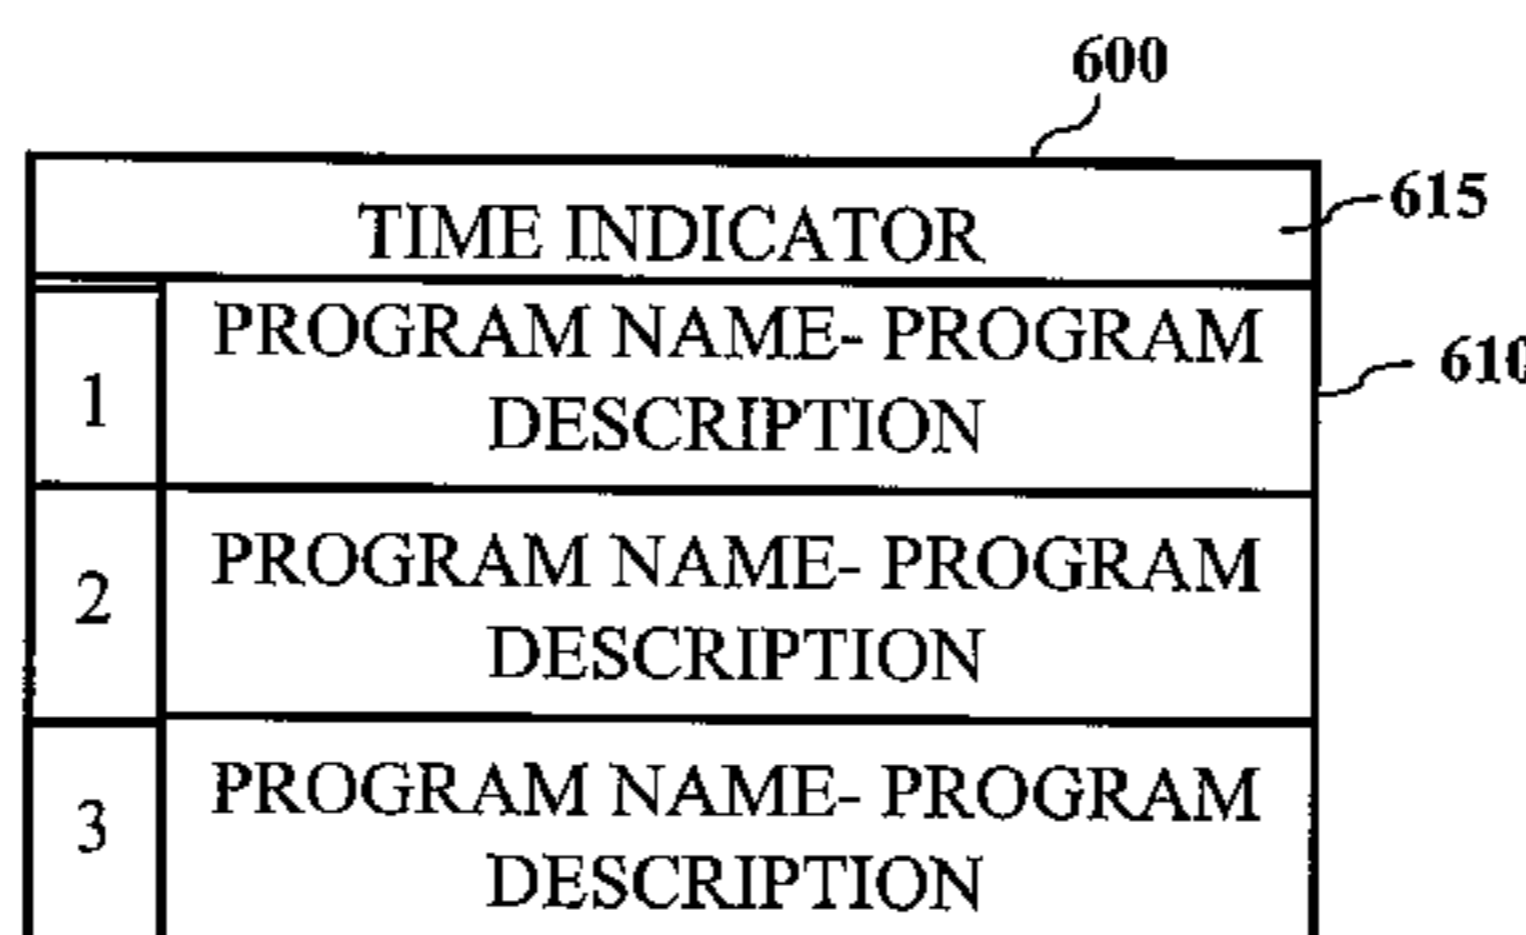 600
TIME INDICATOR
615
1
PROGRAM NAME- PROGRAM
DESCRIPTION
610
2
PROGRAM NAME- PROGRAM
DESCRIPTION
3
PROGRAM NAME- PROGRAM
DESCRIPTION